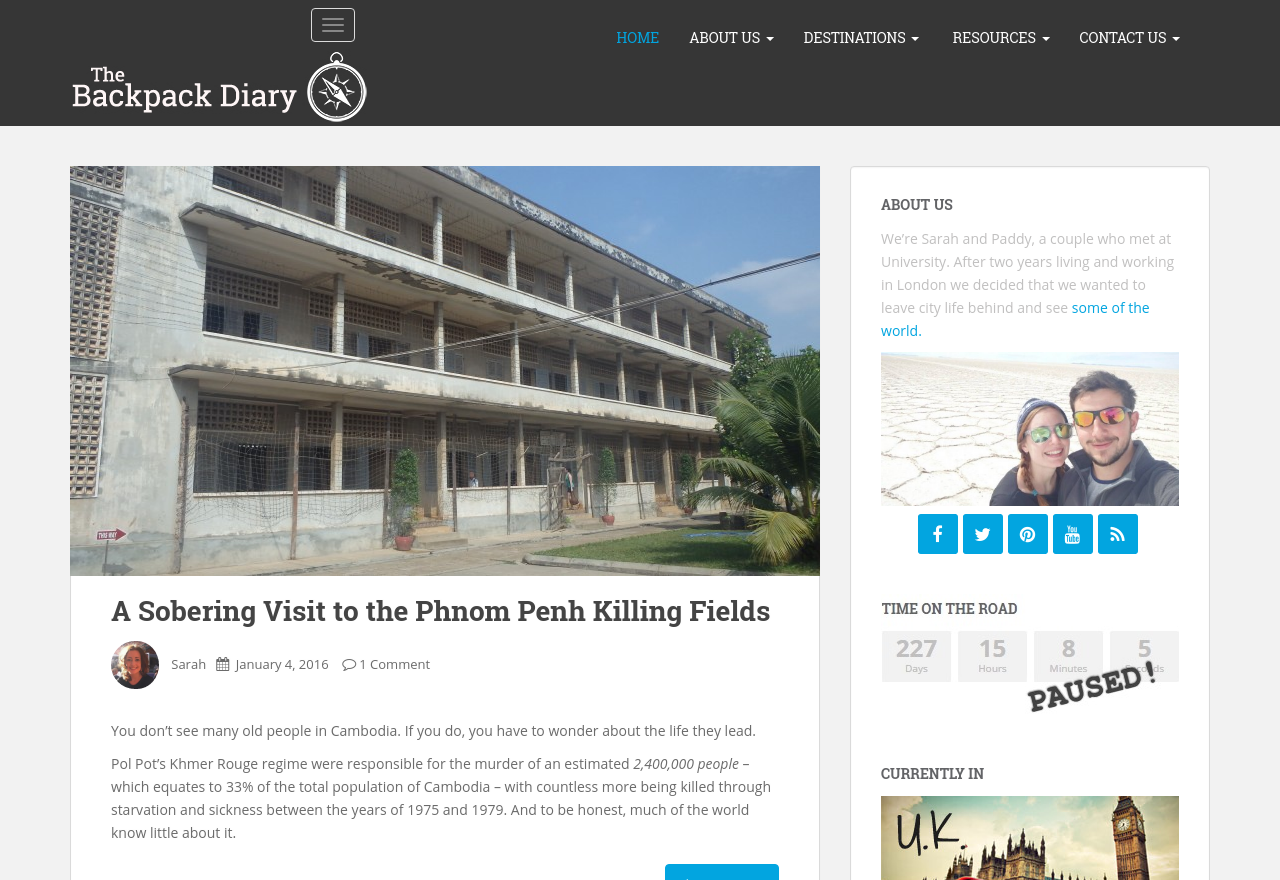 HOME ABOUT US DESTINATIONS RESOURCES CONTACT US
The
Backpack Diary
THIS WAY
A Sobering Visit to the Phnom Penh Killing Fields
Sarah January 4, 2016 1 Comment
You don’t see many old people in Cambodia. If you do, you have to wonder about the life they lead.
Pol Pot’s Khmer Rouge regime were responsible for the murder of an estimated 2,400,000 people –
which equates to 33% of the total population of Cambodia – with countless more being killed through
starvation and sickness between the years of 1975 and 1979. And to be honest, much of the world
know little about it.
ABOUT US
We’re Sarah and Paddy, a couple who met at
University. After two years living and working
in London we decided that we wanted to
leave city life behind and see some of the
world.
You
Tube
TIME ON THE ROAD
227 15 8 5
Days Hours Minutes Seconds
PAUSED!
CURRENTLY IN
U.K.